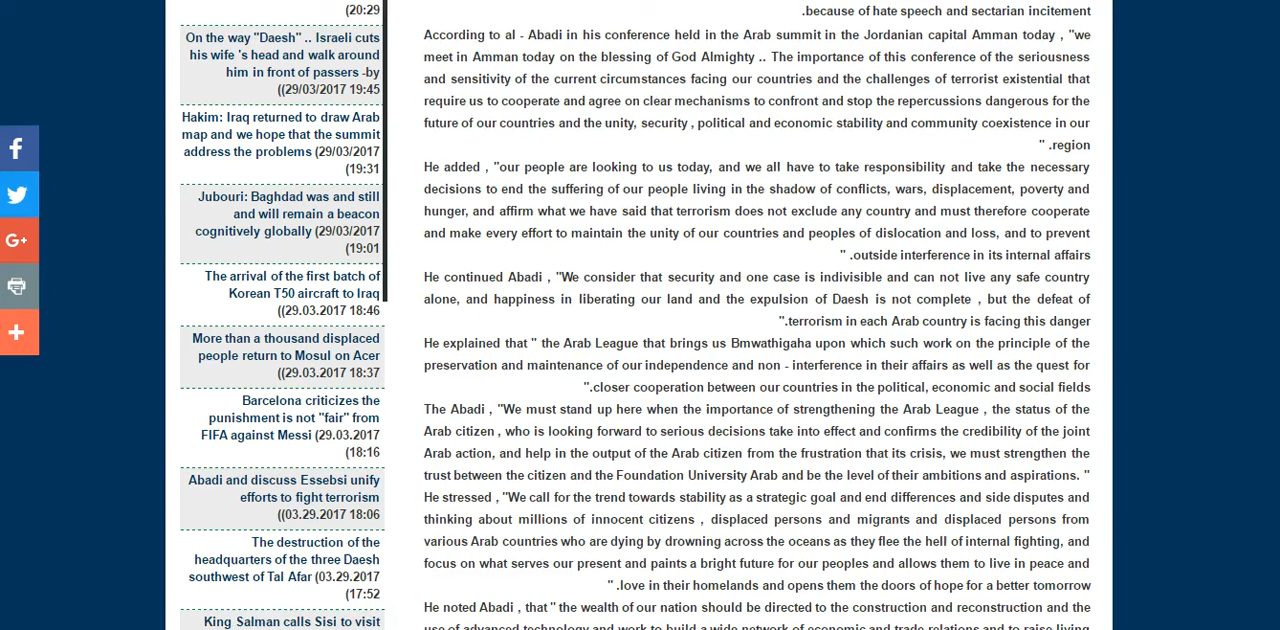 (20:29
On the way "Daesh" .. Israeli cuts
his wife 's head and walk around
him in front of passers -by
((29/03/2017 19:45
Hakim: Iraq returned to draw Arab
map and we hope that the summit
address the problems (29/03/2017
(19:31
Jubouri: Baghdad was and still
and will remain a beacon
cognitively globally (29/03/2017
(19:01
The arrival of the first batch of
Korean T50 aircraft to Iraq
((29.03.2017 18:46
More than a thousand displaced
people return to Mosul on Acer
((29.03.2017 18:37
Barcelona criticizes the
punishment is not "fair" from
FIFA against Messi (29.03.2017
(18:16
Abadi and discuss Essebsi unify
efforts to fight terrorism
((03.29.2017 18:06
The destruction of the
headquarters of the three Daesh
southwest of Tal Afar (03.29.2017
(17:52
King Salman calls Sisi to visit
.because of hate speech and sectarian incitement
According to al - Abadi in his conference held in the Arab summit in the Jordanian capital Amman today , "we
meet in Amman today on the blessing of God Almighty .. The importance of this conference of the seriousness
and sensitivity of the current circumstances facing our countries and the challenges of terrorist existential that
require us to cooperate and agree on clear mechanisms to confront and stop the repercussions dangerous for the
future of our countries and the unity, security , political and economic stability and community coexistence in our
" .region
He added , "our people are looking to us today, and we all have to take responsibility and take the necessary
decisions to end the suffering of our people living in the shadow of conflicts, wars, displacement, poverty and
hunger, and affirm what we have said that terrorism does not exclude any country and must therefore cooperate
and make every effort to maintain the unity of our countries and peoples of dislocation and loss, and to prevent
" .outside interference in its internal affairs
He continued Abadi , "We consider that security and one case is indivisible and can not live any safe country
alone, and happiness in liberating our land and the expulsion of Daesh is not complete , but the defeat of
".terrorism in each Arab country is facing this danger
He explained that " the Arab League that brings us Bmwathigaha upon which such work on the principle of the
preservation and maintenance of our independence and non - interference in their affairs as well as the quest for
".closer cooperation between our countries in the political, economic and social fields
The Abadi , "We must stand up here when the importance of strengthening the Arab League , the status of the
Arab citizen , who is looking forward to serious decisions take into effect and confirms the credibility of the joint
Arab action, and help in the output of the Arab citizen from the frustration that its crisis, we must strengthen the
trust between the citizen and the Foundation University Arab and be the level of their ambitions and aspirations. "
He stressed , "We call for the trend towards stability as a strategic goal and end differences and side disputes and
thinking about millions of innocent citizens , displaced persons and migrants and displaced persons from
various Arab countries who are dying by drowning across the oceans as they flee the hell of internal fighting, and
focus on what serves our present and paints a bright future for our peoples and allows them to live in peace and
" .love in their homelands and opens them the doors of hope for a better tomorrow
He noted Abadi , that " the wealth of our nation should be directed to the construction and reconstruction and the
use of advanced technology and work to build a wide network of economic and trade relations and to raise living